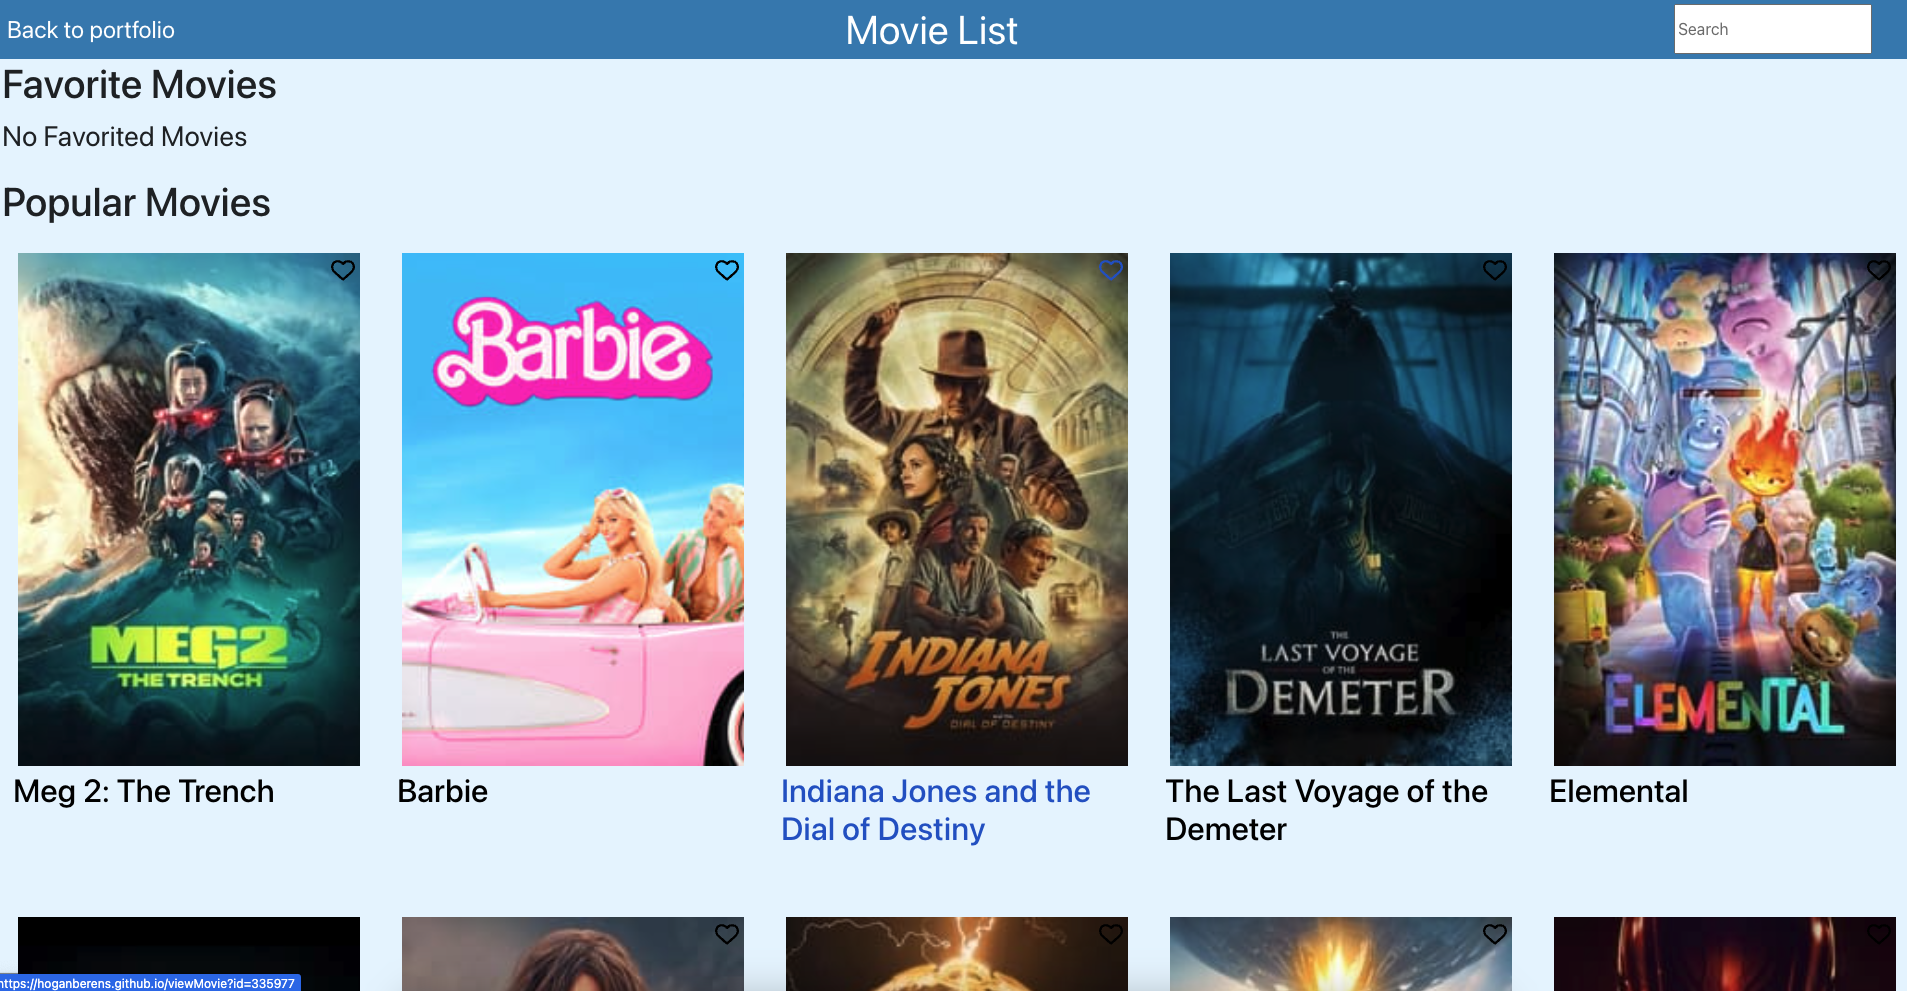 Back to portfolio
Movie List
Search
Favorite Movies
No Favorited Movies
Popular Movies
MEG2
THE TRENCH
Barbie
INDIANA
JONES
DIAL OF DESTINY
THE
LAST VOYAGE
OF THE
DEMETER
ELEMENTAL
Meg 2: The Trench
Barbie
Indiana Jones and the
Dial of Destiny
The Last Voyage of the
Demeter
Elemental
https://hoganberens.github.io/viewMovie?id=335977